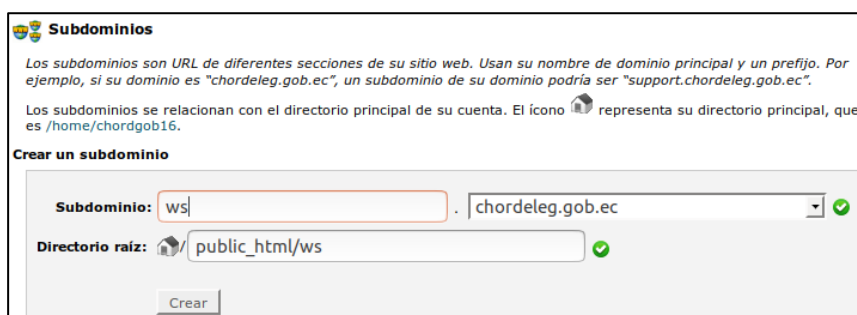 Subdominios
Los subdominios son URL de diferentes secciones de su sitio web. Usan su nombre de dominio principal y un prefijo. Por
ejemplo, si su dominio es “chordeleg.gob.ec”, un subdominio de su dominio podría ser “support.chordeleg.gob.ec”.
Los subdominios se relacionan con el directorio principal de su cuenta. El ícono representa su directorio principal, que
es /home/chordgob16.
Crear un subdominio
Subdominio: ws . chordeleg.gob.ec
Directorio raíz: / public_html/ws
Crear